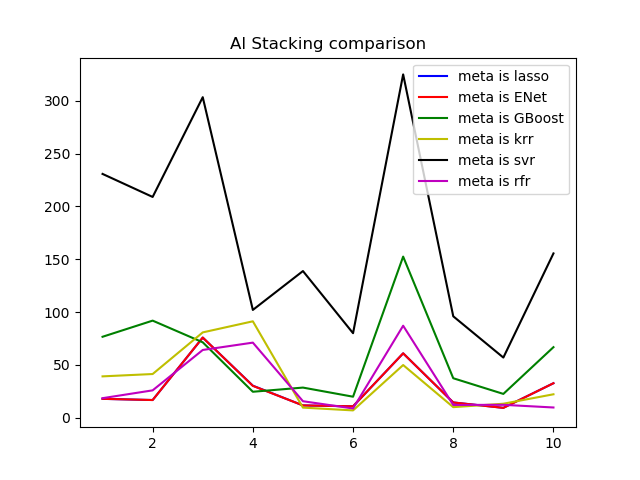 Al Stacking comparison
meta is lasso
meta is ENet
meta is GBoost
meta is krr
meta is svr
meta is rfr
300
250
200
150
100
50
0
2
4
6
8
10